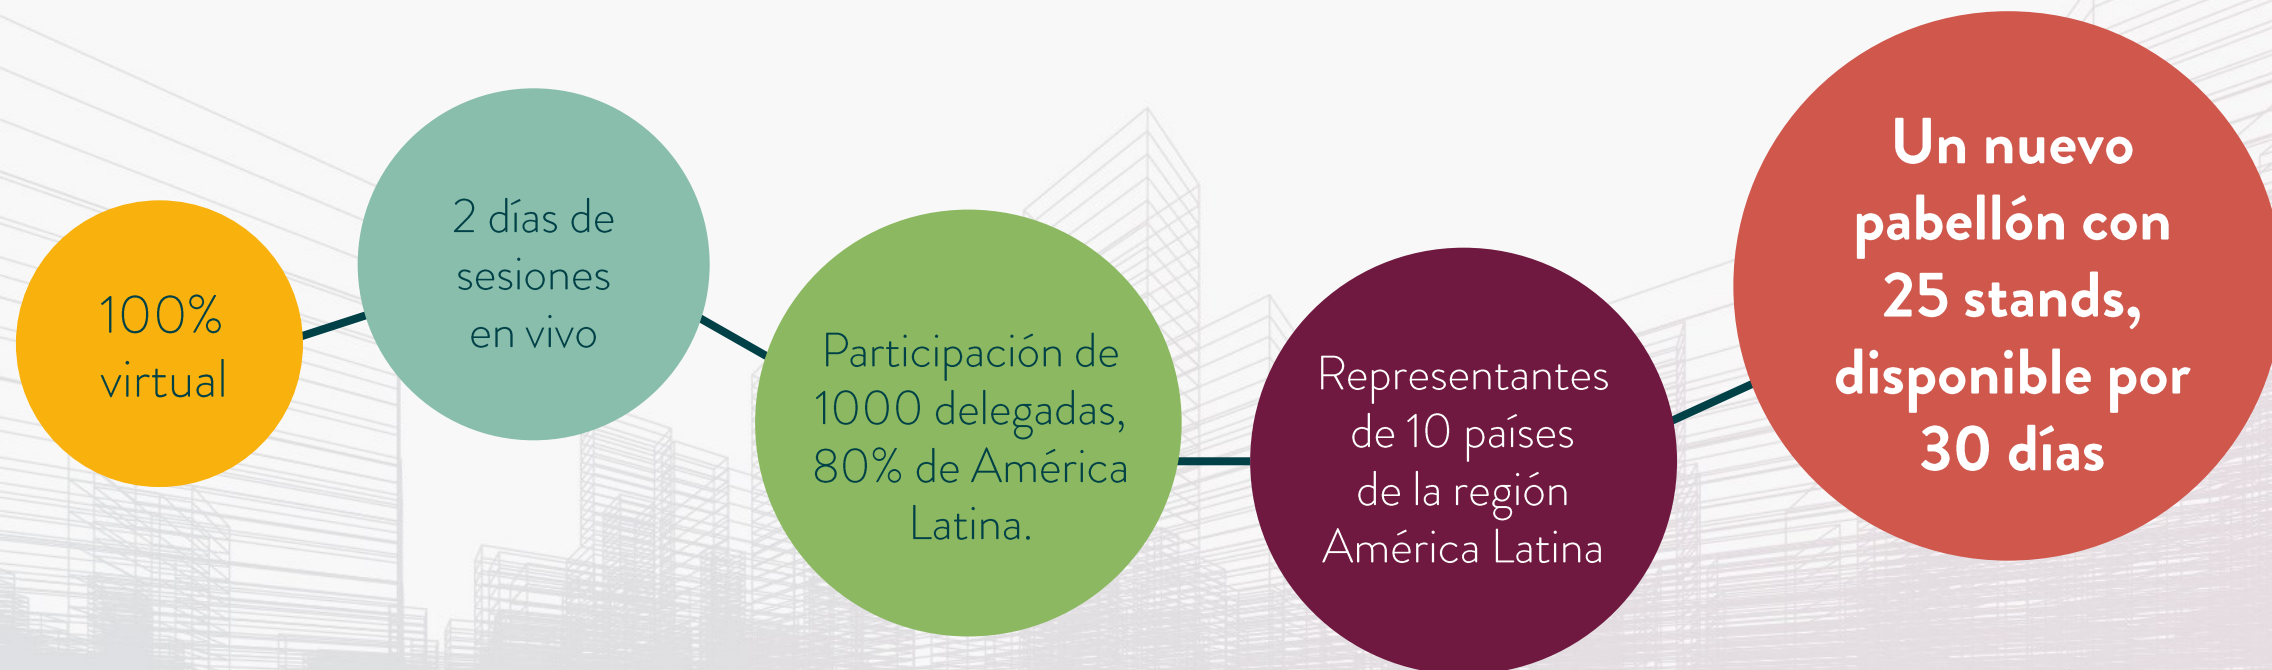 100%
virtual
2 días de
sesiones
en vivo
Participación de
1000 delegadas,
80% de América
Latina.
Representantes
de 10 países
de la región
América Latina
Un nuevo
pabellón con
25 stands,
disponible por
30 días